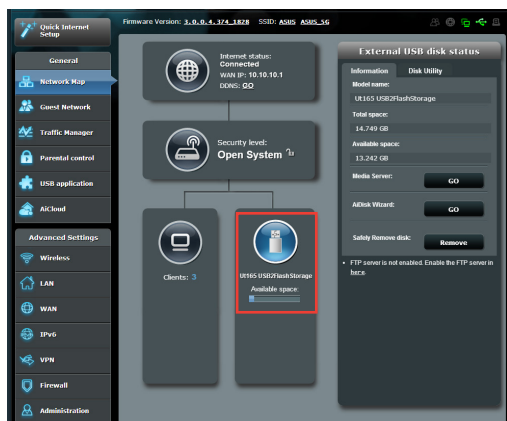 Quick Internet
Setup
Firmware Version: 3.0.0.4.374_1828 SSID: ASUS ASUS_5G
General
Network Map
Guest Network
Traffic Manager
Parental control
USB application
AiCloud
Advanced Settings
Wireless
LAN
WAN
IPv6
VPN
Firewall
Administration
Internet status:
Connected
WAN IP: 10.10.10.1
DDNS: GO
Security level:
Open System
Clients: 3
Ut165 USB2FlashStorage
Available space:
External USB disk status
Information Disk Utility
Model name:
Ut165 USB2FlashStorage
Total space:
14.749 GB
Available space:
13.242 GB
Media Server: GO
AiDisk Wizard: GO
Safely Remove disk: Remove
• FTP server is not enabled. Enable the FTP server in
here.